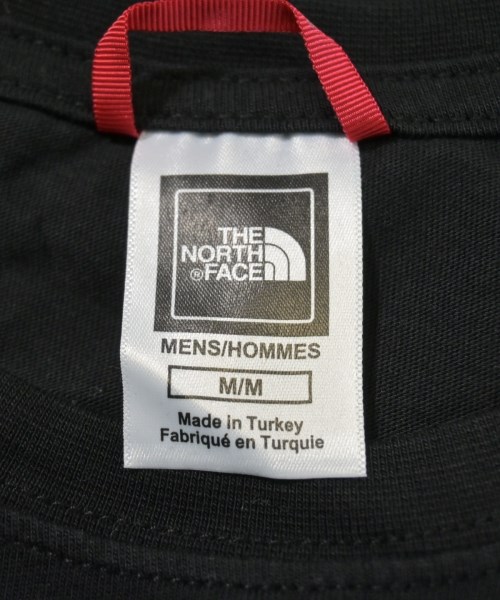 THE
NORTH
® FACE
MENS/HOMMES
M/M
Made in Turkey
Fabriqué en Turquie